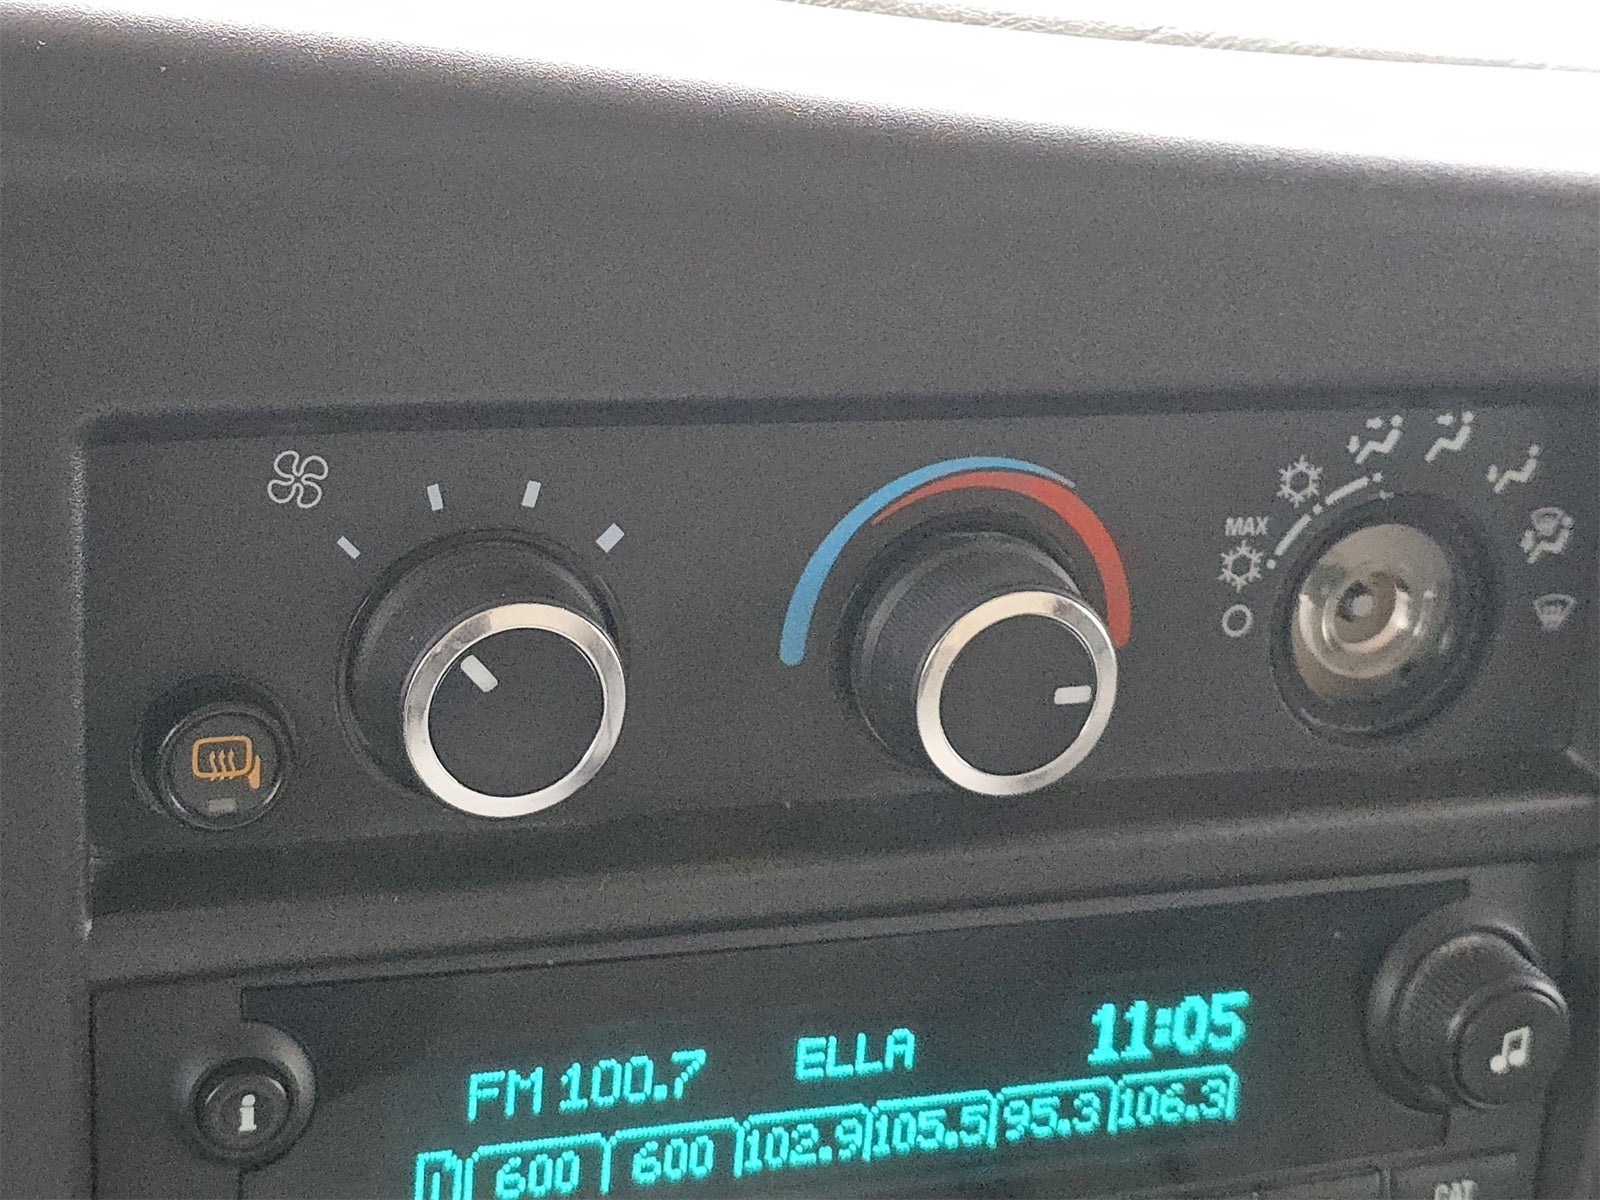 MAX
FM 100.7 ELLA 11:05
600 600 102.9 105.5 95.3 106.3
i